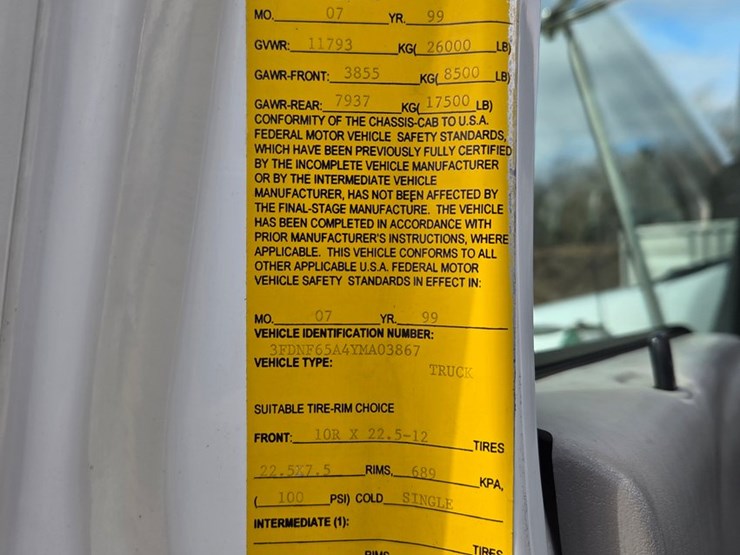 MO. 07 YR. 99
GVWR: 11793 KG( 26000 LB)
GAWR-FRONT: 3855 KG( 8500 LB)
GAWR-REAR: 7937 KG( 17500 LB)
CONFORMITY OF THE CHASSIS-CAB TO U.S.A.
FEDERAL MOTOR VEHICLE SAFETY STANDARDS,
WHICH HAVE BEEN PREVIOUSLY FULLY CERTIFIED
BY THE INCOMPLETE VEHICLE MANUFACTURER
OR BY THE INTERMEDIATE VEHICLE
MANUFACTURER, HAS NOT BEEN AFFECTED BY
THE FINAL-STAGE MANUFACTURE. THE VEHICLE
HAS BEEN COMPLETED IN ACCORDANCE WITH
PRIOR MANUFACTURER'S INSTRUCTIONS, WHERE
APPLICABLE. THIS VEHICLE CONFORMS TO ALL
OTHER APPLICABLE U.S.A. FEDERAL MOTOR
VEHICLE SAFETY STANDARDS IN EFFECT IN:
MO. 07 YR. 99
VEHICLE IDENTIFICATION NUMBER:
3FDNF65A4YMA03867
VEHICLE TYPE:
TRUCK
SUITABLE TIRE-RIM CHOICE
FRONT: 10R X 22.5-12 TIRES
22.5X7.5 RIMS, 689 KPA,
( 100 PSI) COLD SINGLE
INTERMEDIATE (1):
TIRES
RIMS